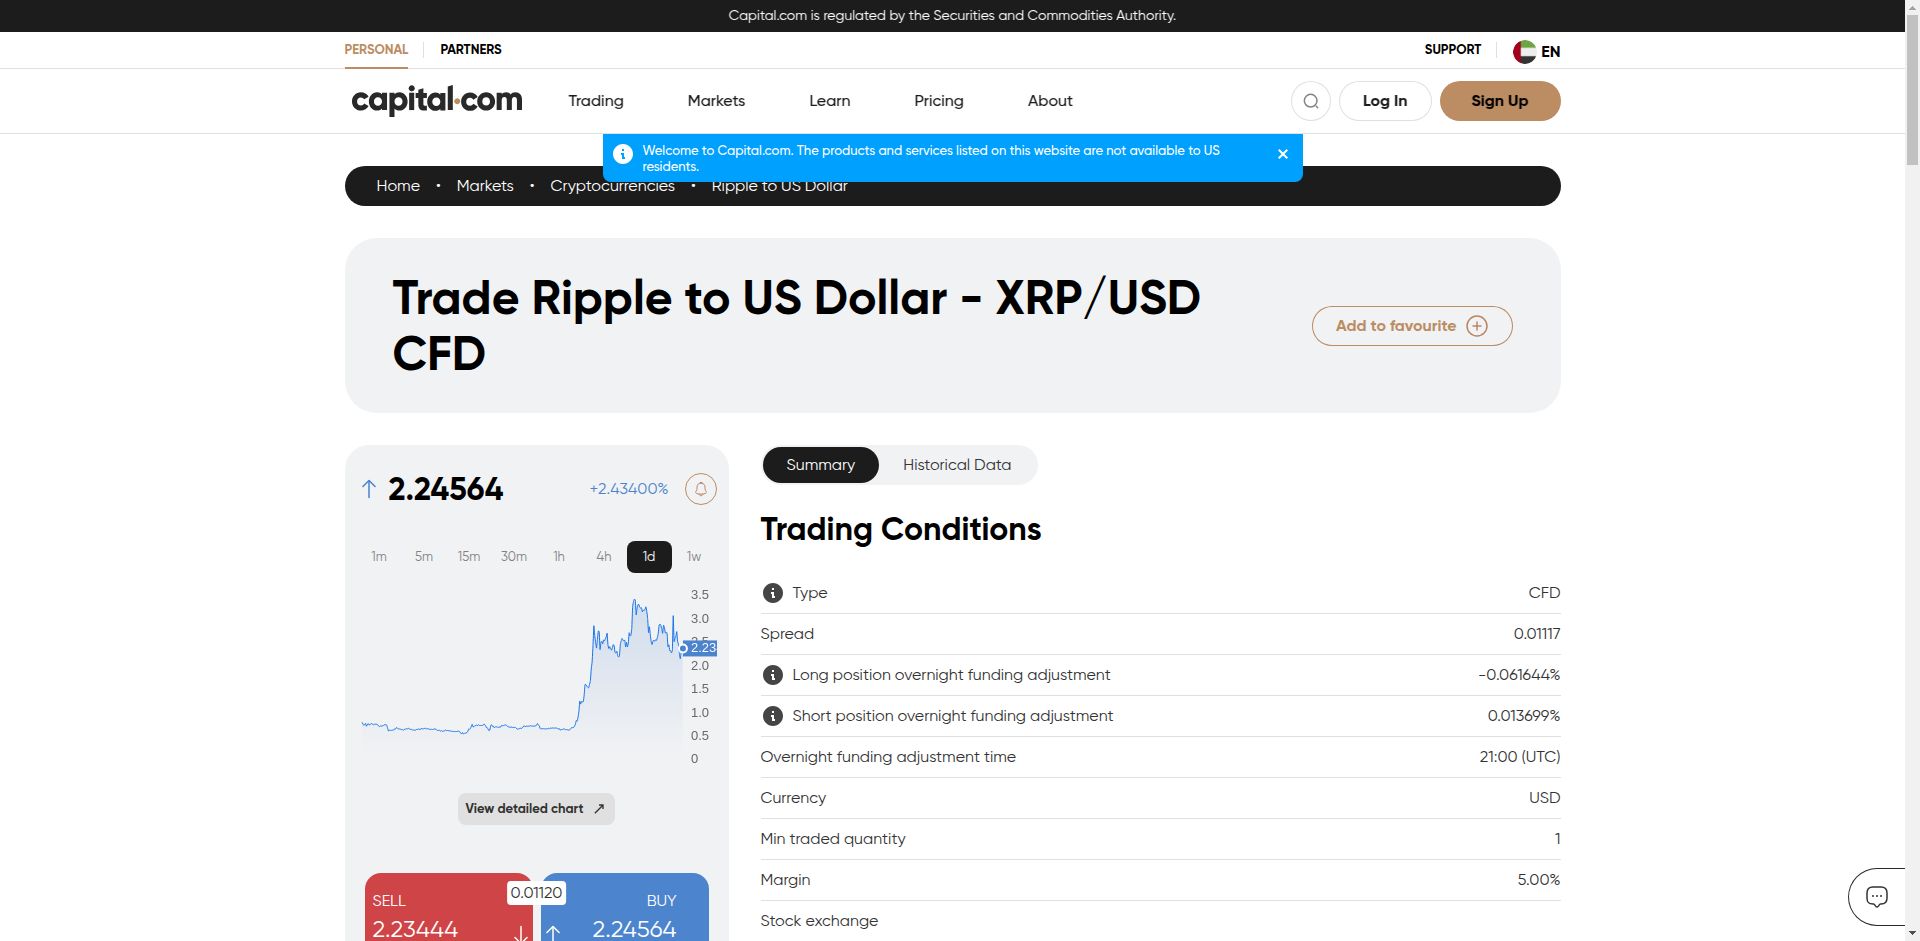 Capital.com is regulated by the Securities and Commodities Authority.
PERSONAL
PARTNERS
SUPPORT
EN
capital.com
Trading
Markets
Learn
Pricing
About
Log In
Sign Up
Welcome to Capital.com. The products and services listed on this website are not available to US
residents.
Home • Markets • Cryptocurrencies • Ripple to US Dollar
Trade Ripple to US Dollar - XRP/USD
CFD
Add to favourite
2.24564
+2.43400%
1m
5m
15m
30m
1h
4h
1d
1w
3.5
3.0
2.23
2.0
1.5
1.0
0.5
0
View detailed chart
SELL
2.23444
0.01120
BUY
2.24564
Summary
Historical Data
Trading Conditions
Type CFD
Spread 0.01117
Long position overnight funding adjustment -0.061644%
Short position overnight funding adjustment 0.013699%
Overnight funding adjustment time 21:00 (UTC)
Currency USD
Min traded quantity 1
Margin 5.00%
Stock exchange